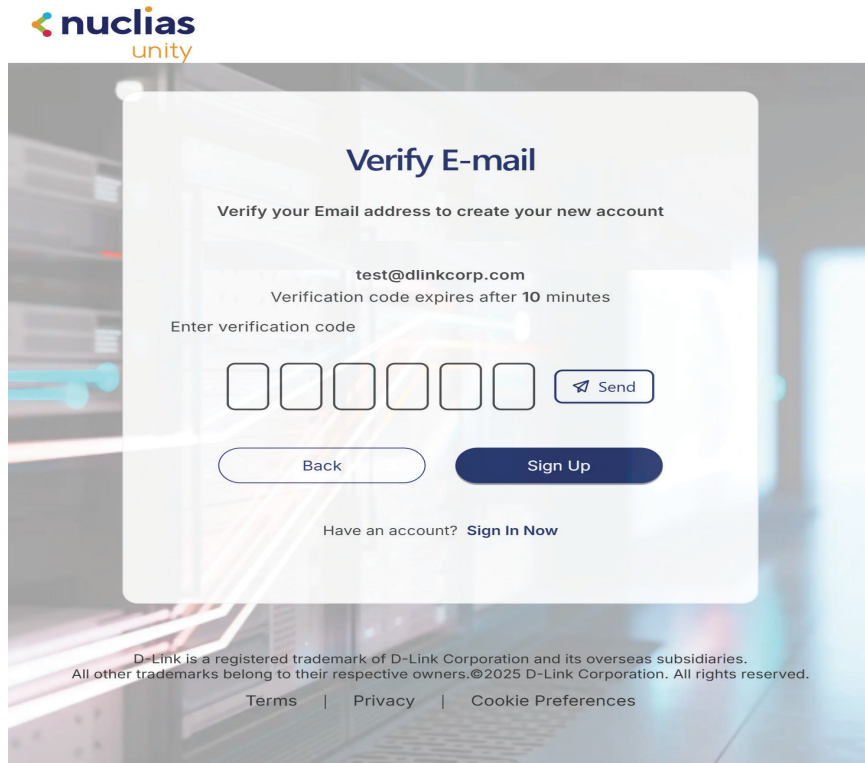 nuclias
unity
Verify E-mail
Verify your Email address to create your new account
test@dlinkcorp.com
Verification code expires after 10 minutes
Enter verification code
Send
Back
Sign Up
Have an account? Sign In Now
D-Link is a registered trademark of D-Link Corporation and its overseas subsidiaries.
All other trademarks belong to their respective owners.©2025 D-Link Corporation. All rights reserved.
Terms | Privacy | Cookie Preferences